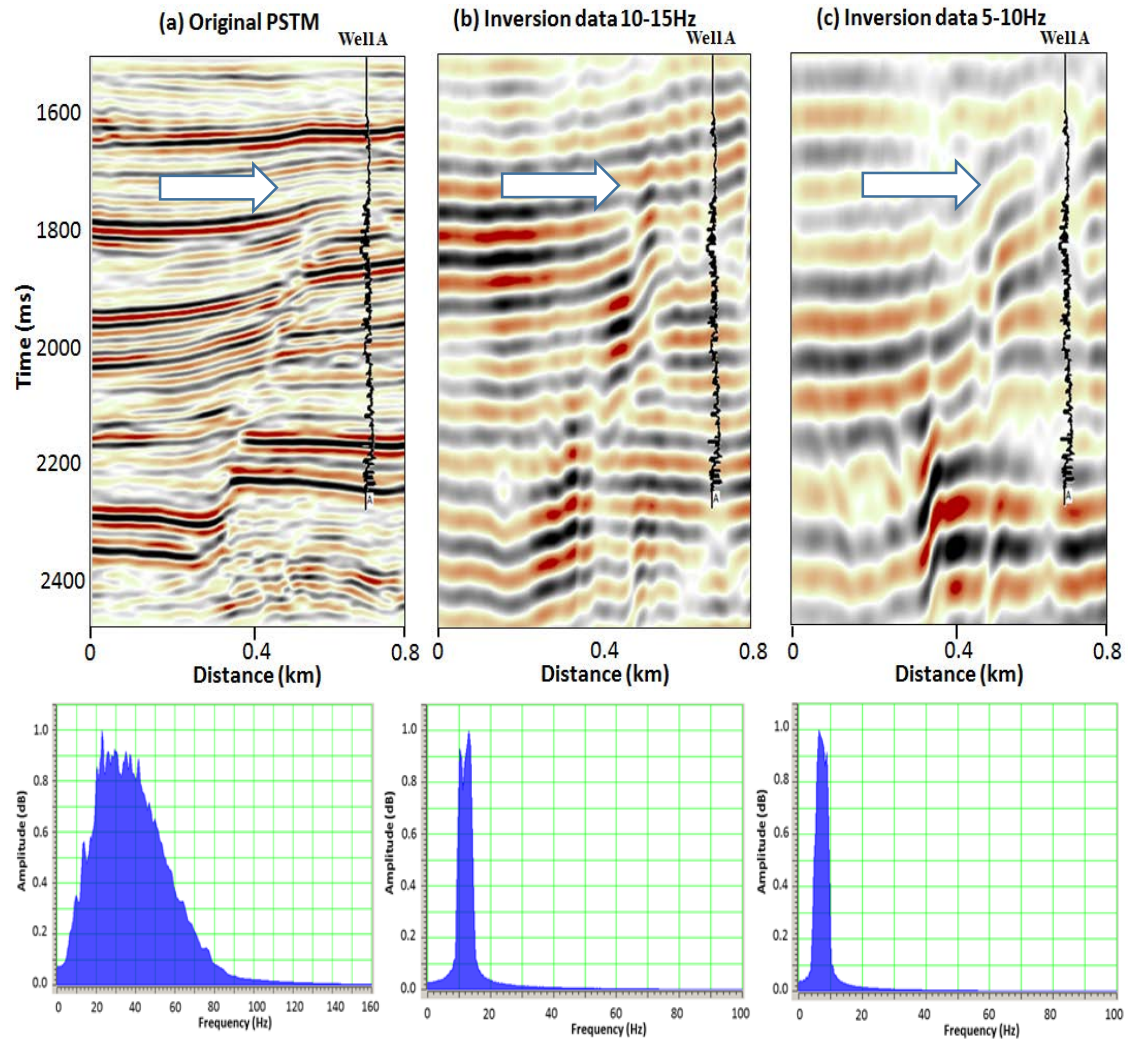 (a) Original PSTM
(b) Inversion data 10-15Hz
(c) Inversion data 5-10Hz
Well A
Well A
Well A
1600
1800
2000
2200
2400
Time (ms)
A
A
A
0 0.4 0.8
0 0.4 0.8
0 0.4 0.8
Distance (km)
Distance (km)
Distance (km)
1.0
0.8
0.6
0.4
0.2
0.0
Amplitude (dB)
0 20 40 60 80 100 120 140 160
Frequency (Hz)
1.0
0.8
0.6
0.4
0.2
0.0
Amplitude (dB)
0 20 40 60 80 100
Frequency (Hz)
1.0
0.8
0.6
0.4
0.2
0.0
Amplitude (dB)
0 20 40 60 80 100
Frequency (Hz)